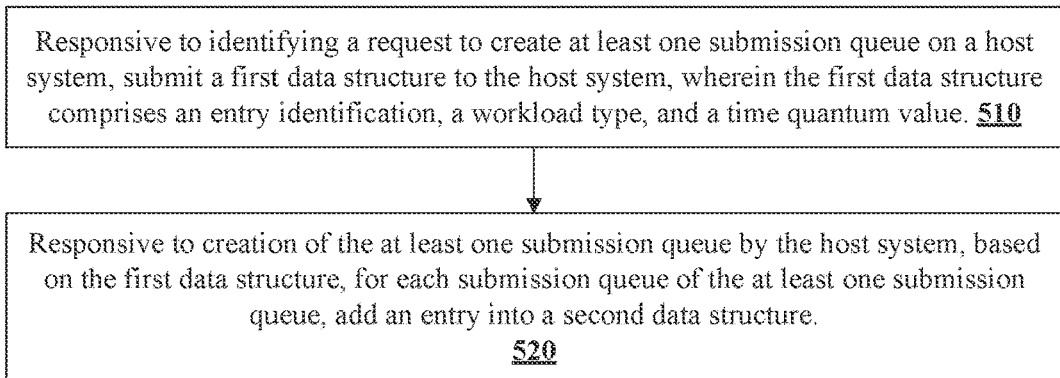 Responsive to identifying a request to create at least one submission queue on a host
system, submit a first data structure to the host system, wherein the first data structure
comprises an entry identification, a workload type, and a time quantum value. 510
Responsive to creation of the at least one submission queue by the host system, based
on the first data structure, for each submission queue of the at least one submission
queue, add an entry into a second data structure.
520